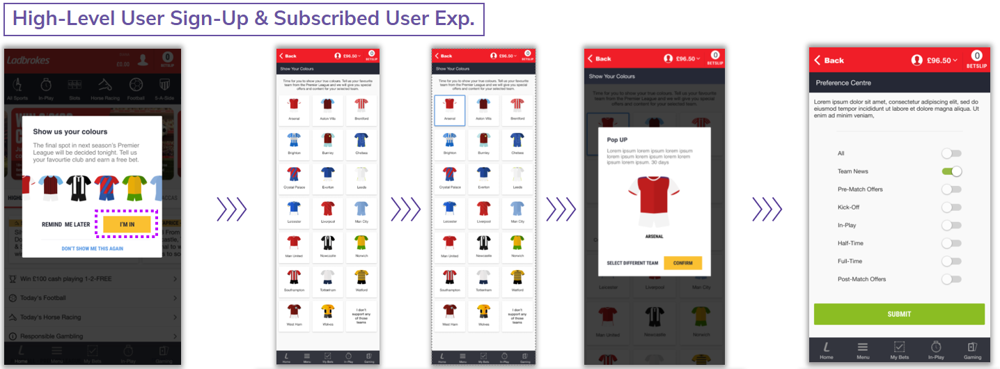 High-Level User Sign-Up & Subscribed User Exp.
Ladbrokes
£0.00
0
BETSLIP
All Sports
In-Play
Slots
Horse Racing
Football
5-A-Side
Show us your colours
The final spot in next season's Premier
League will be decided tonight. Tell us
your favourtie club and earn a free bet.
REMIND ME LATER
I'M IN
DON'T SHOW ME THIS AGAIN
ACCAS
Win £100 cash playing 1-2-FREE
Today's Football
Today's Horse Racing
Responsible Gambling
Home
Menu
My Bets
In-Play
Gaming
Back
£96.50
0
BETSLIP
Show Your Colours
Time for you to show your true colours. Tell us your favourite
team from the Premier League and we will give you special
offers and content for your selected team.
Arsenal
Aston Villa
Brentford
Brighton
Burnley
Chelsea
Crystal Palace
Everton
Leeds
Leicester
Liverpool
Man City
Man United
Newcastle
Norwich
Southampton
Tottenham
Watford
West Ham
Wolves
I don't
support any
of those
teams
Home
Menu
My Bets
In-Play
Gaming
Back
£96.50
0
BETSLIP
Show Your Colours
Time for you to show your true colours. Tell us your favourite
team from the Premier League and we will give you special
offers and content for your selected team.
Arsenal
Aston Villa
Brentford
Brighton
Burnley
Chelsea
Crystal Palace
Everton
Leeds
Leicester
Liverpool
Man City
Man United
Newcastle
Norwich
Southampton
Tottenham
Watford
West Ham
Wolves
I don't
support any
of those
teams
Home
Menu
My Bets
In-Play
Gaming
Back
£96.50
0
BETSLIP
Show Your Colours
Time for you to show your true colours. Tell us your favourite
team from the Premier League and we will give you special
offers and content for your selected team.
Pop UP
Lorem ipsum lorem ipsum lorem
ipsum lorem ipsum lorem ipsum lorem
ipsum lorem ipsum. 30 days
ARSENAL
SELECT DIFFERENT TEAM
CONFIRM
Leicester
Liverpool
Man City
Man United
Newcastle
Norwich
Home
Menu
My Bets
In-Play
Gaming
Back
£96.50
0
BETSLIP
Preference Centre
Lorem ipsum dolor sit amet, consectetur adipiscing elit, sed do
eiusmod tempor incididunt ut labore et dolore magna aliqua. Ut
enim ad minim veniam,
All
Team News
Pre-Match Offers
Kick-Off
In-Play
Half-Time
Full-Time
Post-Match Offers
SUBMIT
Home
Menu
My Bets
In-Play
Gaming